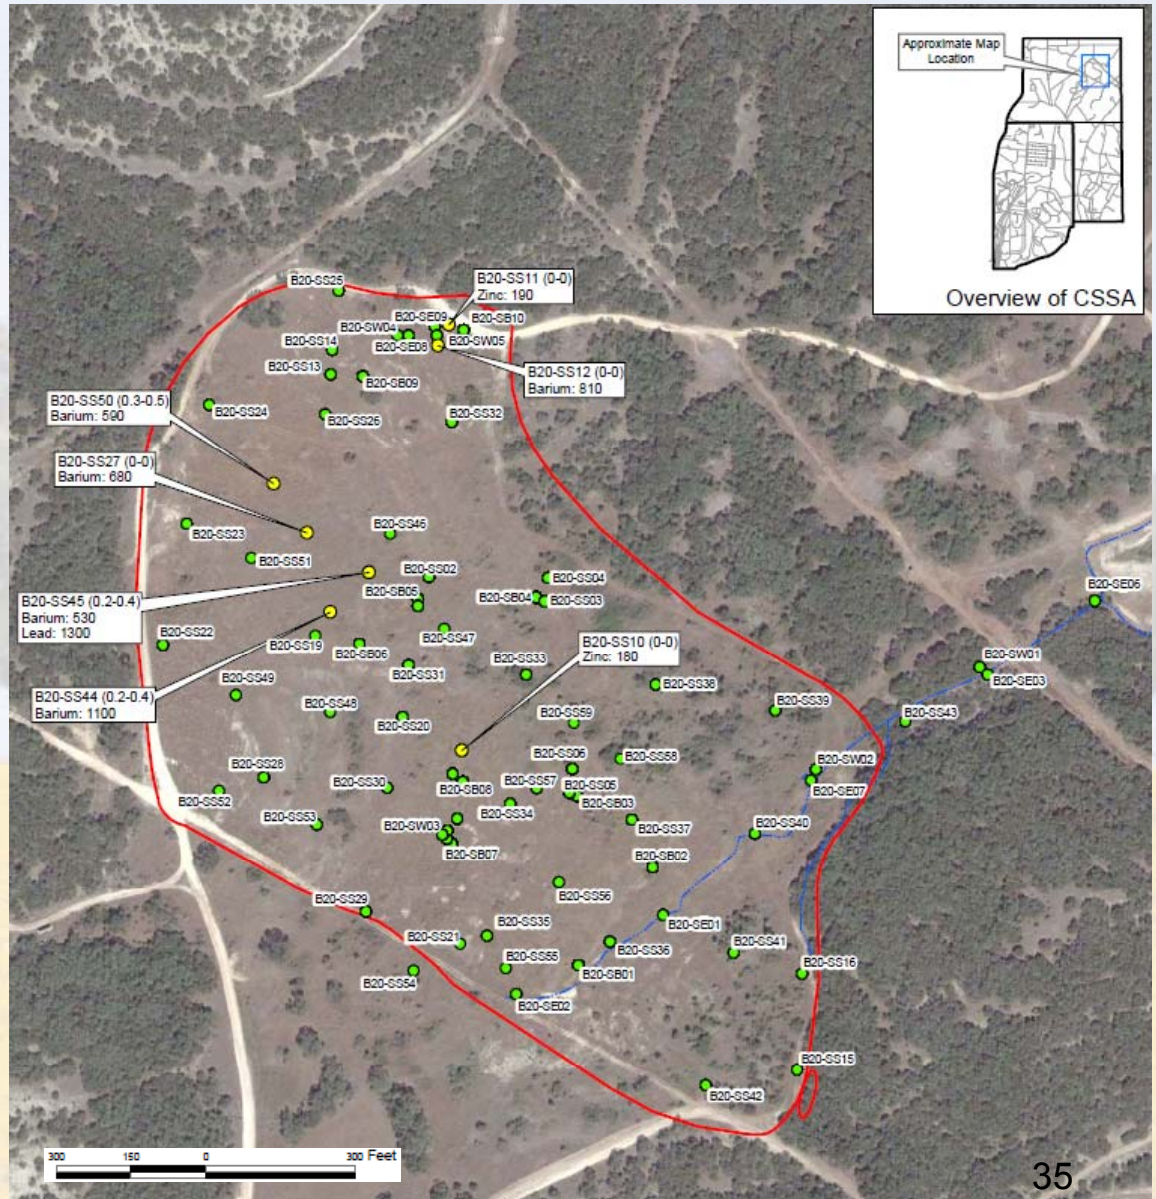 Approximate Map
Location
Overview of CSSA
B20-SS25
B20-SS11 (0-0)
Zinc: 190
B20-SE09
B20-SB10
B20-SW04
B20-SW05
B20-SE08
B20-SS14
B20-SS13
B20-SB09
B20-SS12 (0-0)
Barium: 810
B20-SS50 (0.3-0.5)
Barium: 590
B20-SS24
B20-SS26
B20-SS32
B20-SS27 (0-0)
Barium: 680
B20-SS23
B20-SS46
B20-SS51
B20-SS02
B20-SS04
B20-SB05
B20-SB04
B20-SS03
B20-SE06
B20-SS45 (0.2-0.4)
Barium: 530
Lead: 1300
B20-SS22
B20-SS19
B20-SS47
B20-SB06
B20-SS10 (0-0)
Zinc: 180
B20-SS33
B20-SS31
B20-SW01
B20-SE03
B20-SS49
B20-SS38
B20-SS44 (0.2-0.4)
Barium: 1100
B20-SS48
B20-SS39
B20-SS20
B20-SS59
B20-SS43
B20-SS06
B20-SS58
B20-SW02
B20-SS28
B20-SS30
B20-SB08
B20-SS57
B20-SS05
B20-SE07
B20-SS52
B20-SB03
B20-SS34
B20-SS53
B20-SW03
B20-SS37
B20-SS40
B20-SB07
B20-SB02
B20-SS56
B20-SS29
B20-SS35
B20-SE01
B20-SS21
B20-SS36
B20-SS41
B20-SS55
B20-SB01
B20-SS16
B20-SS54
B20-SE02
B20-SS15
B20-SS42
300 150 0 300 Feet
35